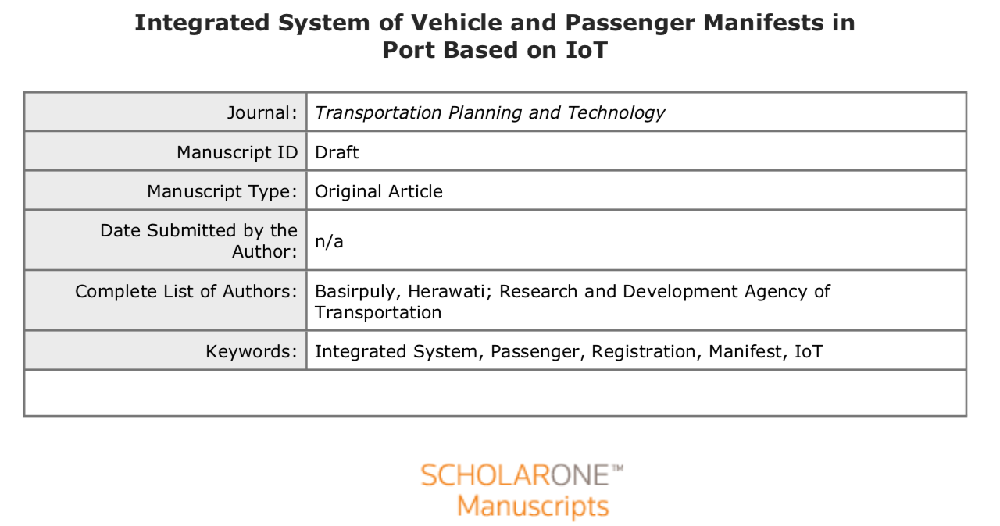 Integrated System of Vehicle and Passenger Manifests in
Port Based on IoT
Journal: Transportation Planning and Technology
Manuscript ID Draft
Manuscript Type: Original Article
Date Submitted by the
Author: n/a
Complete List of Authors: Basirpuly, Herawati; Research and Development Agency of
Transportation
Keywords: Integrated System, Passenger, Registration, Manifest, IoT
SCHOLARONE™
Manuscripts